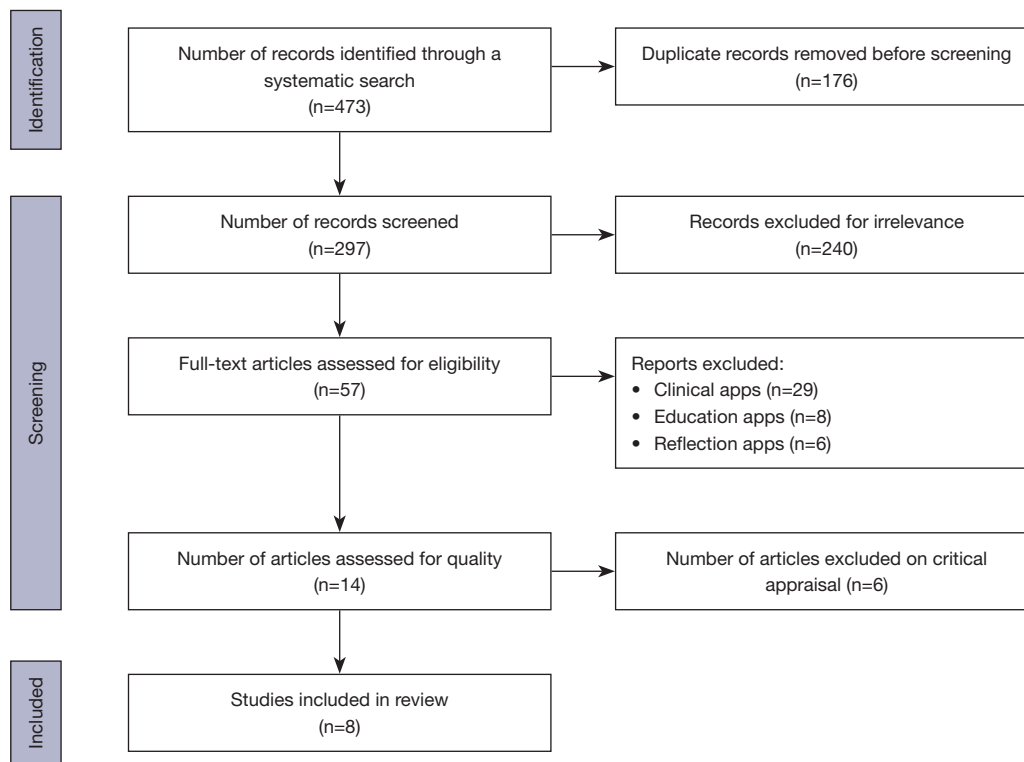 Identification
Number of records identified through a
systematic search
(n=473)
Duplicate records removed before screening
(n=176)
Screening
Number of records screened
(n=297)
Records excluded for irrelevance
(n=240)
Full-text articles assessed for eligibility
(n=57)
Reports excluded:
• Clinical apps (n=29)
• Education apps (n=8)
• Reflection apps (n=6)
Number of articles assessed for quality
(n=14)
Number of articles excluded on critical
appraisal (n=6)
Included
Studies included in review
(n=8)